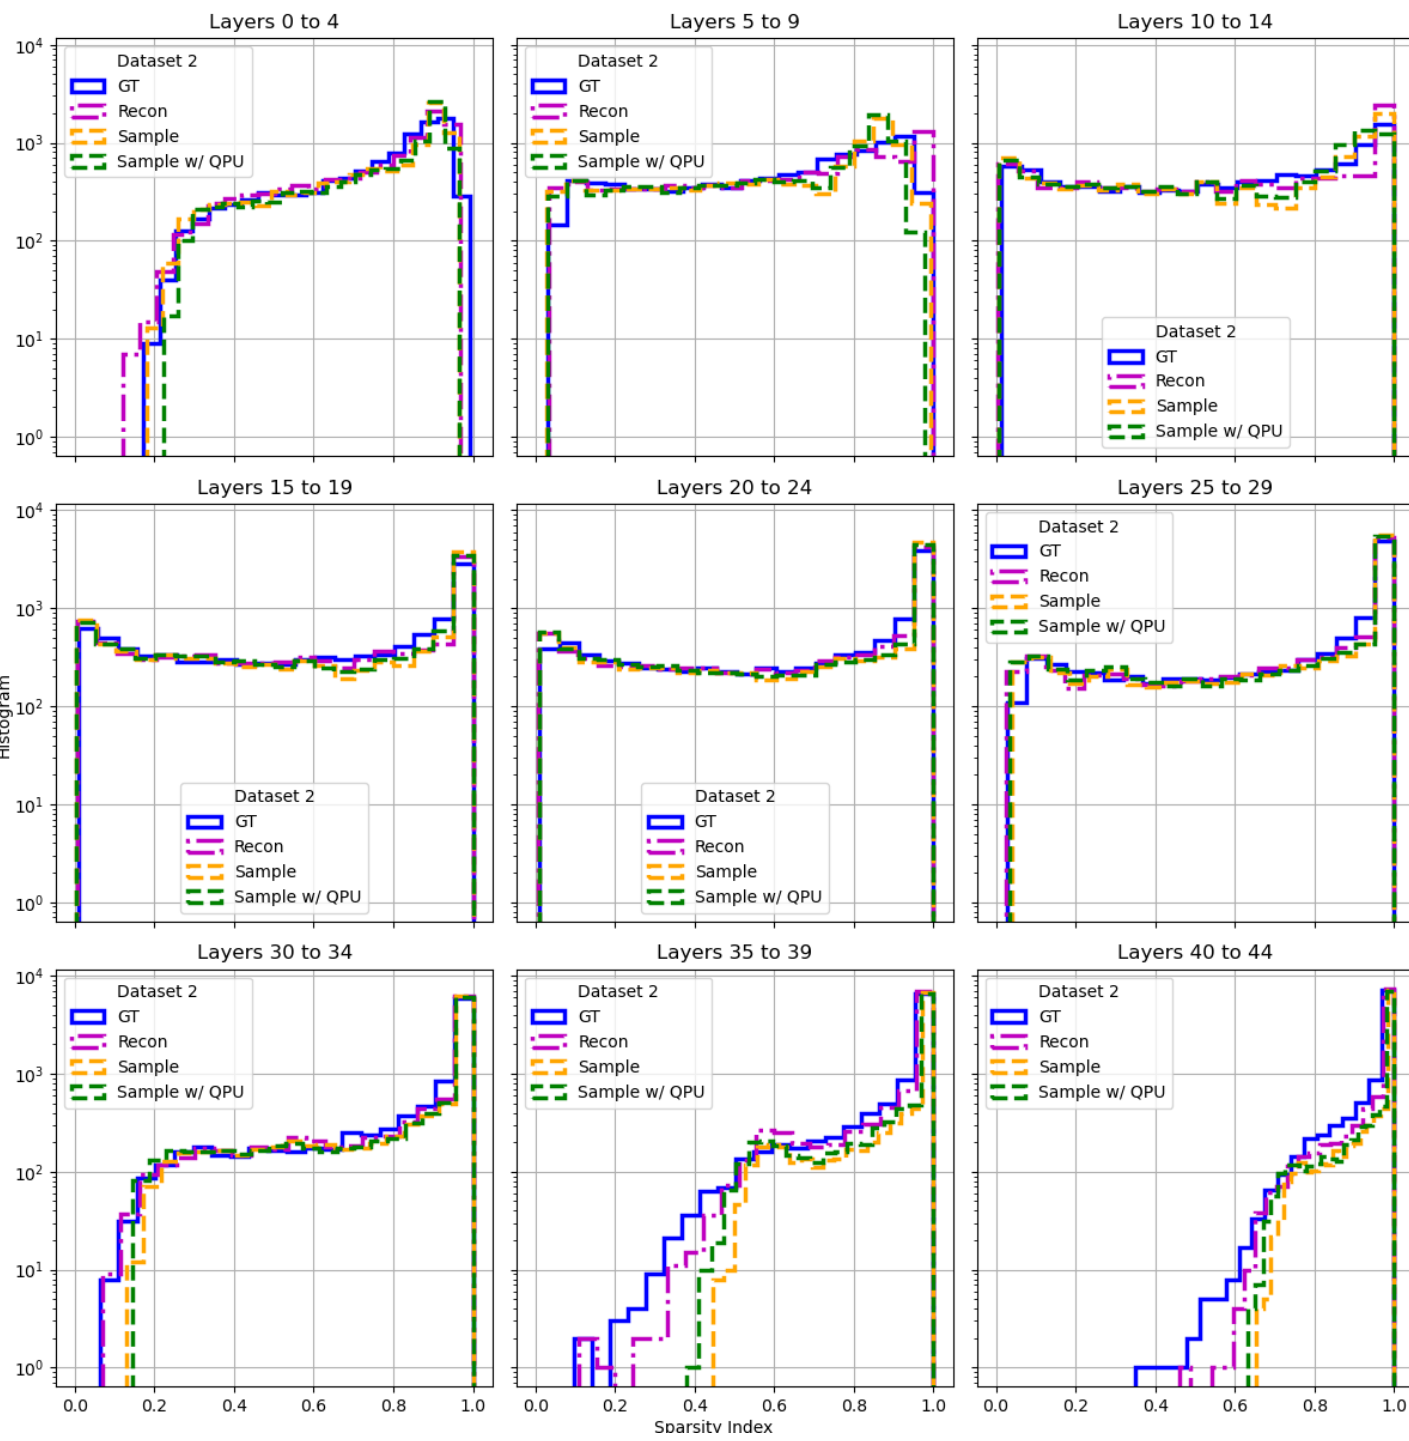 Layers 0 to 4
Layers 5 to 9
Layers 10 to 14
10⁴
10³
10²
10¹
10⁰
Dataset 2
GT
Recon
Sample
Sample w/ QPU
Dataset 2
GT
Recon
Sample
Sample w/ QPU
Dataset 2
GT
Recon
Sample
Sample w/ QPU
Layers 15 to 19
Layers 20 to 24
Layers 25 to 29
Histogram
10⁴
10³
10²
10¹
10⁰
Dataset 2
GT
Recon
Sample
Sample w/ QPU
Dataset 2
GT
Recon
Sample
Sample w/ QPU
Dataset 2
GT
Recon
Sample
Sample w/ QPU
Layers 30 to 34
Layers 35 to 39
Layers 40 to 44
10⁴
10³
10²
10¹
10⁰
Dataset 2
GT
Recon
Sample
Sample w/ QPU
Dataset 2
GT
Recon
Sample
Sample w/ QPU
Dataset 2
GT
Recon
Sample
Sample w/ QPU
0.0 0.2 0.4 0.6 0.8 1.0
0.0 0.2 0.4 0.6 0.8 1.0
0.0 0.2 0.4 0.6 0.8 1.0
Sparsity Index